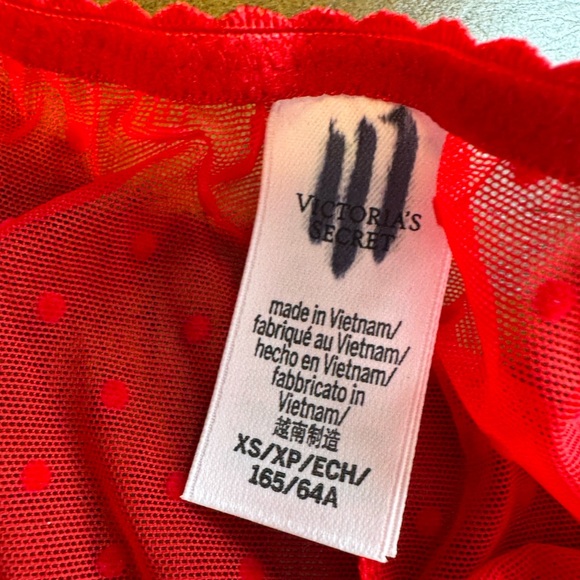 VICTORIA'S
SECRET
made in Vietnam/
fabriqué au Vietnam/
hecho en Vietnam/
fabbricato in
Vietnam/
越南制造
XS/XP/ECH/
165/64A